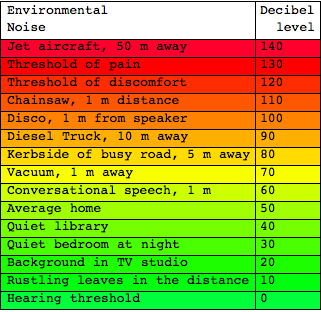 Environmental Noise Decibel level
Jet aircraft, 50 m away 140
Threshold of pain 130
Threshold of discomfort 120
Chainsaw, 1 m distance 110
Disco, 1 m from speaker 100
Diesel Truck, 10 m away 90
Kerbside of busy road, 5 m away 80
Vacuum, 1 m away 70
Conversational speech, 1 m 60
Average home 50
Quiet library 40
Quiet bedroom at night 30
Background in TV studio 20
Rustling leaves in the distance 10
Hearing threshold 0